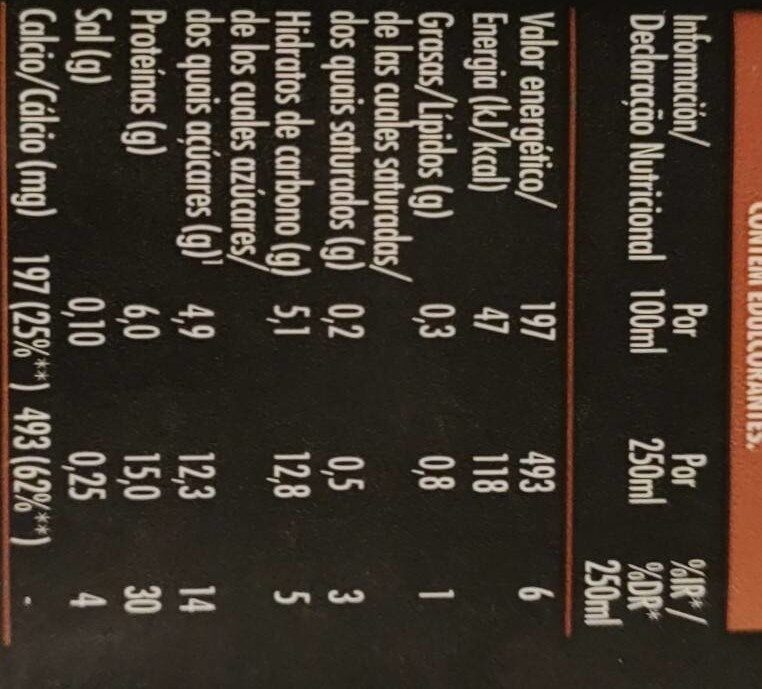 CONTÉM EDULCORANTES.
Información/ Por Por %IR*/
Declaração Nutricional 100ml 250ml %DR*
250ml
Valor energético/ 197 493 6
Energia (kJ/kcal) 47 118
Grasas/Lípidos (g) 0,3 0,8 1
de las cuales saturadas/
dos quais saturados (g) 0,2 0,5 3
Hidratos de carbono (g) 5,1 12,8 5
de los cuales azúcares/
dos quais açúcares (g)¹ 4,9 12,3 14
Proteínas (g) 6,0 15,0 30
Sal (g) 0,10 0,25 4
Calcio/Cálcio (mg) 197 (25%**) 493 (62%**) -